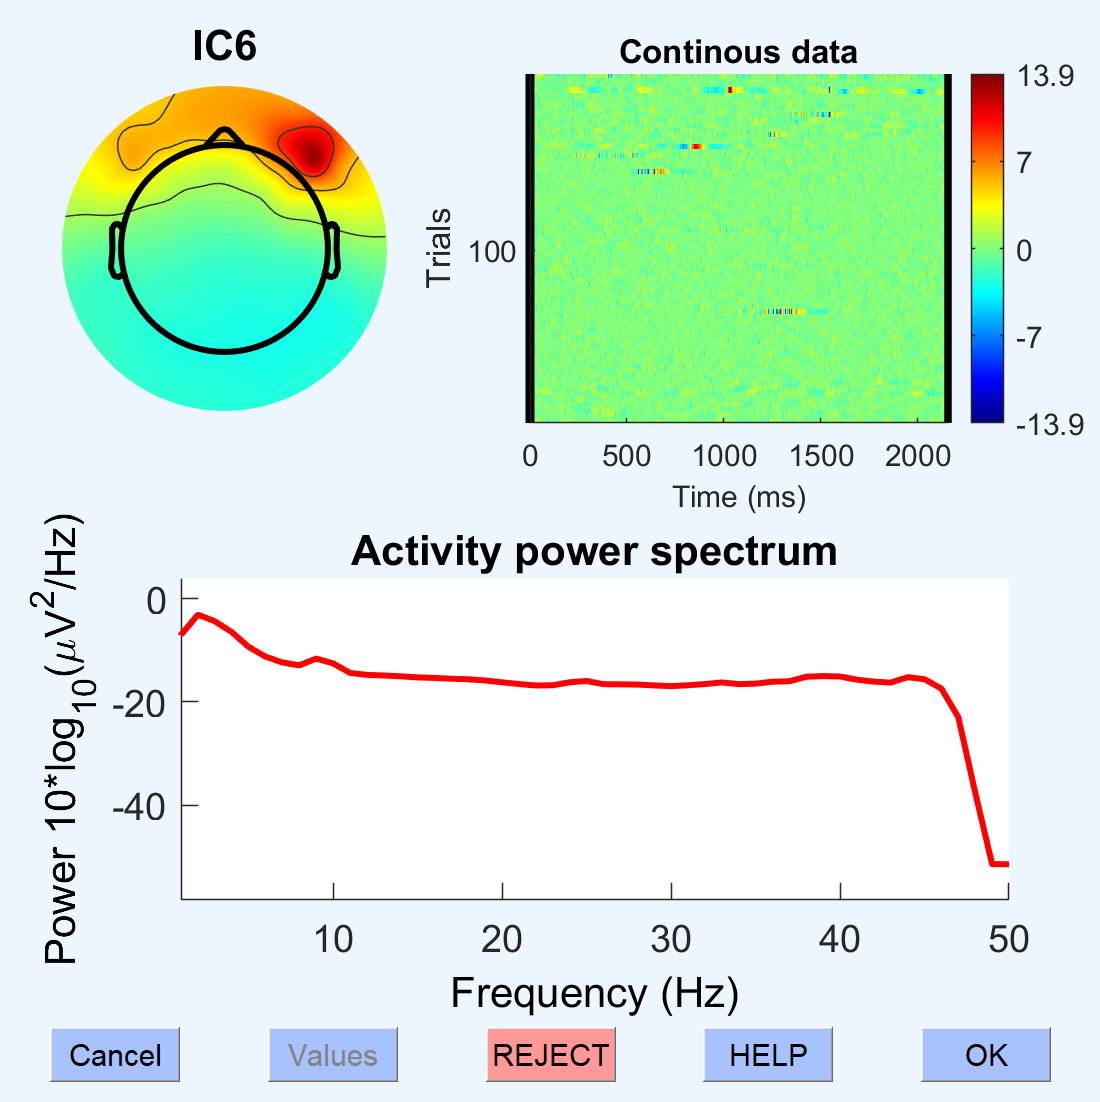 IC6
Continous data
13.9
7
0
-7
-13.9
Trials
100
0 500 1000 1500 2000
Time (ms)
Activity power spectrum
Power 10*log10(μV2/Hz)
0
-20
-40
10 20 30 40 50
Frequency (Hz)
Cancel Values REJECT HELP OK